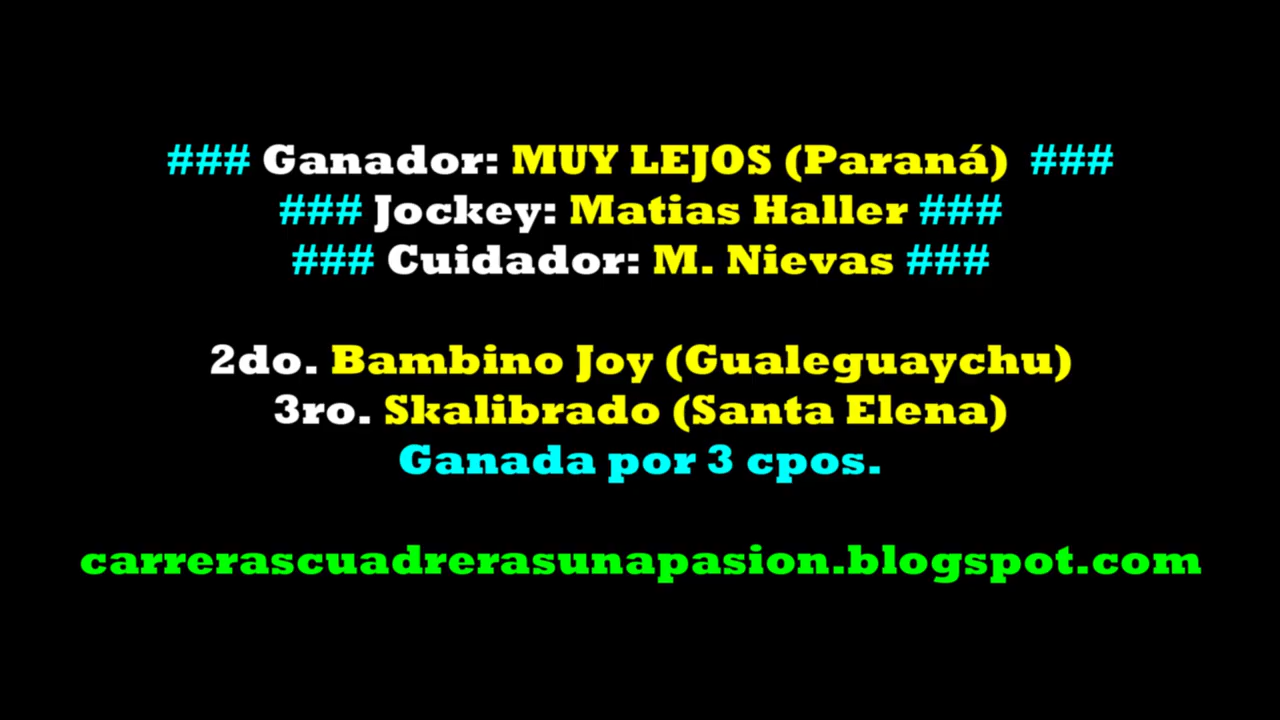 ### Ganador: MUY LEJOS (Paraná) ###
### Jockey: Matias Haller ###
### Cuidador: M. Nievas ###
2do. Bambino Joy (Gualeguaychu)
3ro. Skalibrado (Santa Elena)
Ganada por 3 cpos.
carrerascuadrerasunapasion.blogspot.com